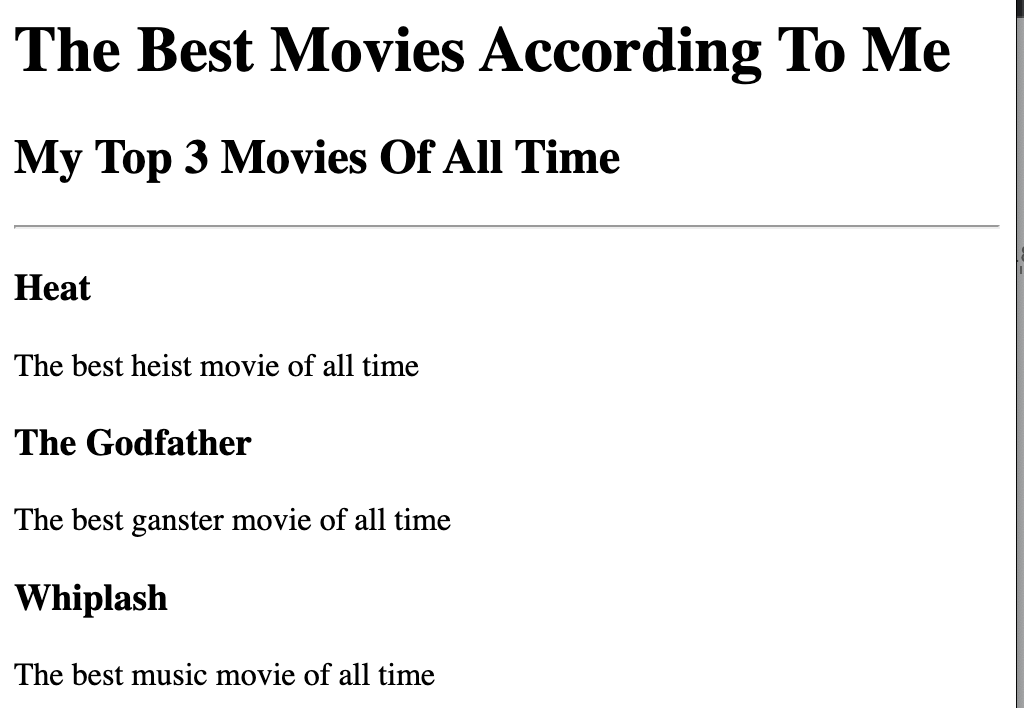 The Best Movies According To Me
My Top 3 Movies Of All Time
Heat
The best heist movie of all time
The Godfather
The best ganster movie of all time
Whiplash
The best music movie of all time